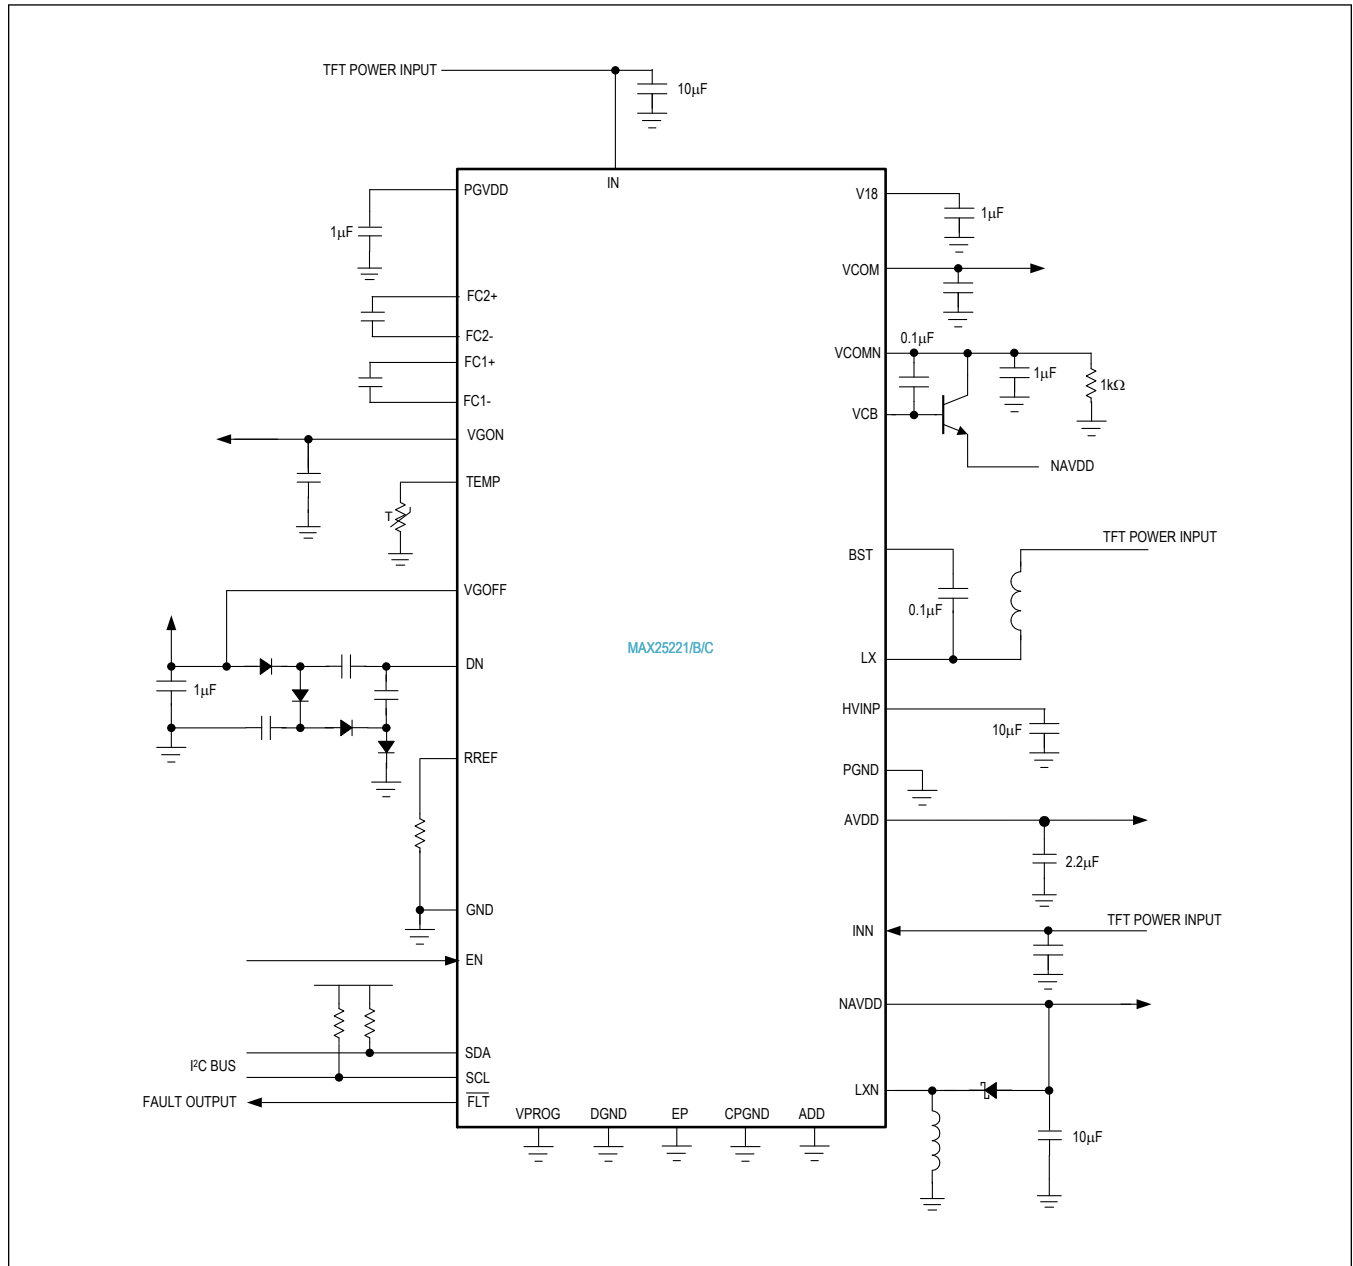 TFT POWER INPUT
10µF
IN
PGVDD
1µF
FC2+
FC2-
FC1+
FC1-
VGON
TEMP
T
VGOFF
DN
1µF
RREF
GND
EN
SDA
I²C BUS
SCL
FAULT OUTPUT
FLT
MAX25221/B/C
V18
1µF
VCOM
0.1µF
VCOMN
1µF
1kΩ
VCB
NAVDD
TFT POWER INPUT
BST
0.1µF
LX
HVINP
10µF
PGND
AVDD
2.2µF
TFT POWER INPUT
INN
NAVDD
LXN
10µF
VPROG
DGND
EP
CPGND
ADD